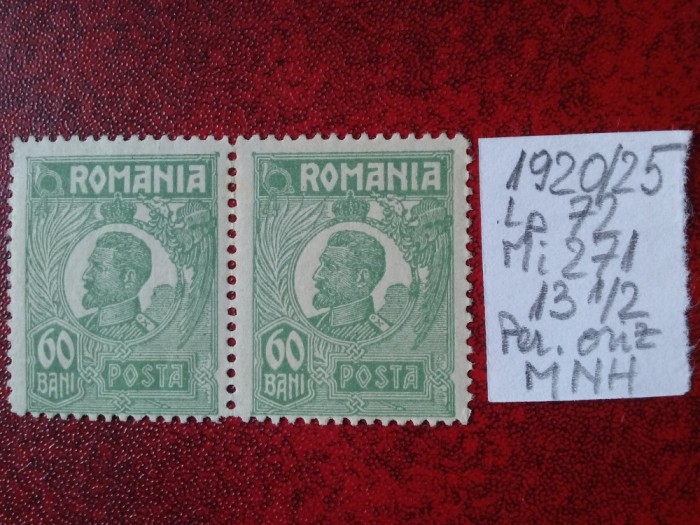 ROMANIA
60
BANI
POSTA
ROMANIA
60
BANI
POSTA
1920/25
Lp 72
Mi 271
13 1/2
Per. oriz
MNH